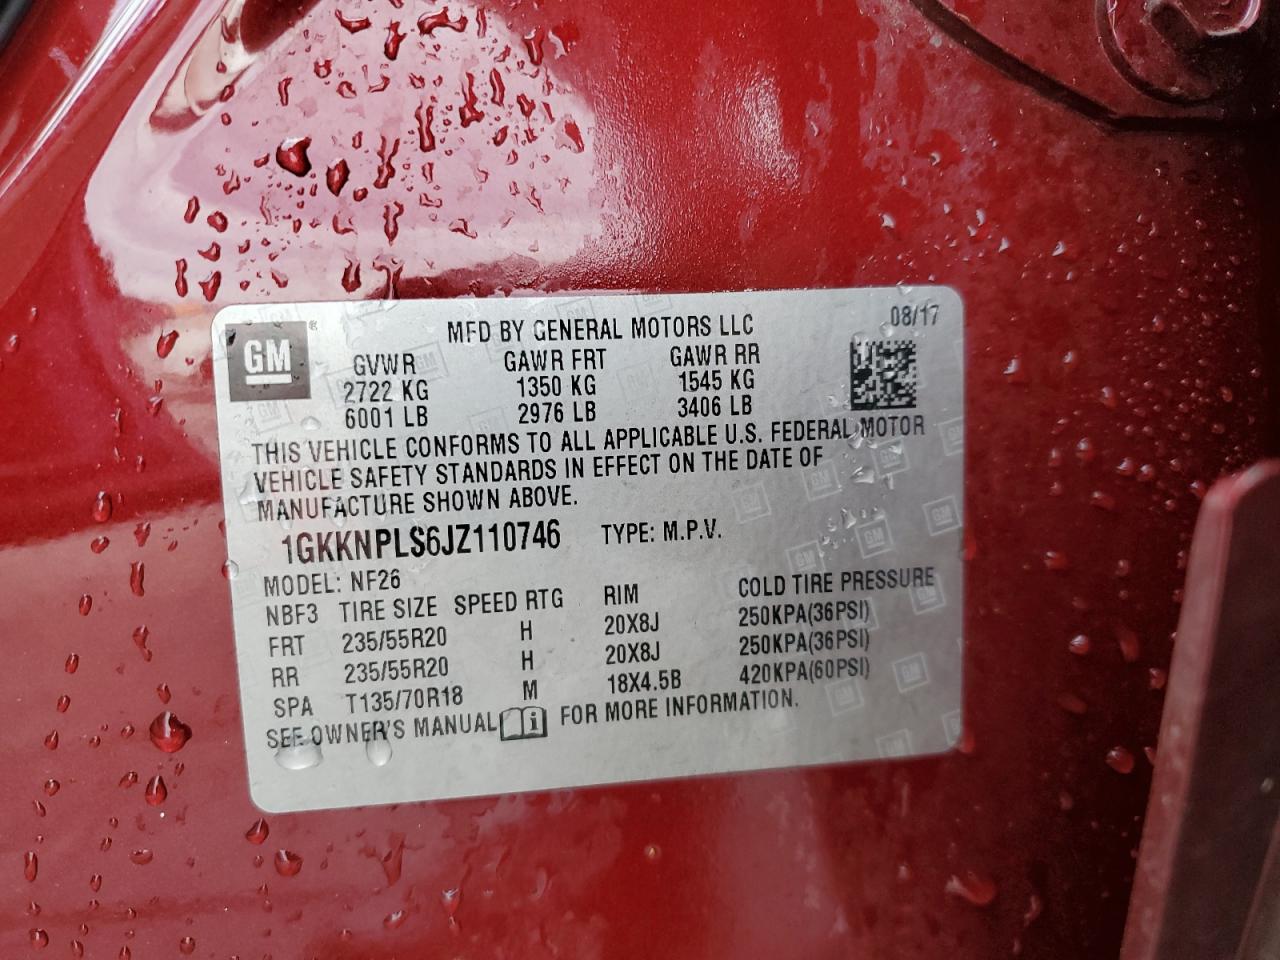 GM ®
MFD BY GENERAL MOTORS LLC 08/17
GVWR GAWR FRT GAWR RR
2722 KG 1350 KG 1545 KG
6001 LB 2976 LB 3406 LB
THIS VEHICLE CONFORMS TO ALL APPLICABLE U.S. FEDERAL MOTOR
VEHICLE SAFETY STANDARDS IN EFFECT ON THE DATE OF
MANUFACTURE SHOWN ABOVE.
1GKKNPLS6JZ110746 TYPE: M.P.V.
MODEL: NF26
NBF3 TIRE SIZE SPEED RTG RIM COLD TIRE PRESSURE
FRT 235/55R20 H 20X8J 250KPA(36PSI)
RR 235/55R20 H 20X8J 250KPA(36PSI)
SPA T135/70R18 M 18X4.5B 420KPA(60PSI)
SEE OWNER'S MANUAL i FOR MORE INFORMATION.